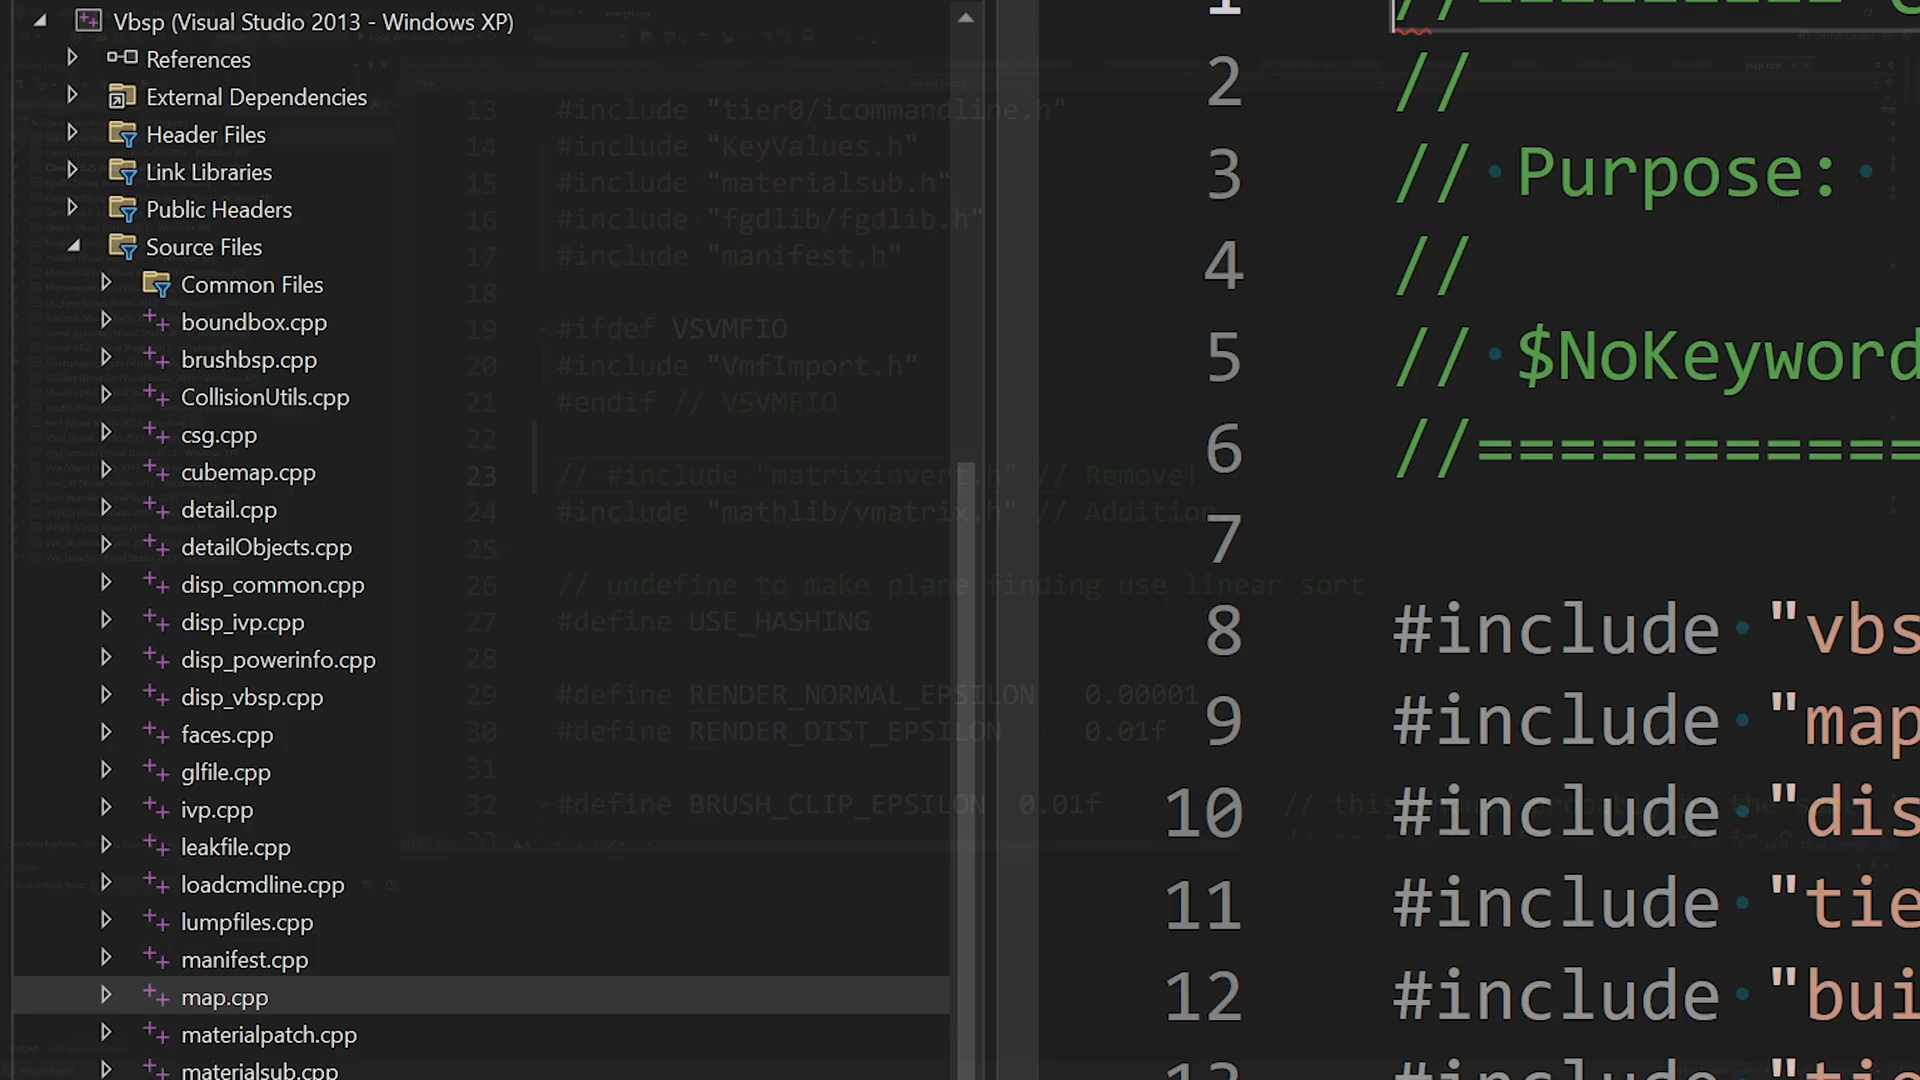 Vbsp (Visual Studio 2013 - Windows XP)
References
External Dependencies
Header Files
Link Libraries
Public Headers
Source Files
Common Files
boundbox.cpp
brushbsp.cpp
CollisionUtils.cpp
csg.cpp
cubemap.cpp
detail.cpp
detailObjects.cpp
disp_common.cpp
disp_ivp.cpp
disp_powerinfo.cpp
disp_vbsp.cpp
faces.cpp
glfile.cpp
ivp.cpp
leakfile.cpp
loadcmdline.cpp
lumpfiles.cpp
manifest.cpp
map.cpp
materialpatch.cpp
materialsub.cpp
13 #include "tier0/icommandline.h"
14 #include "KeyValues.h"
15 #include "materialsub.h"
16 #include "fgdlib/fgdlib.h"
17 #include "manifest.h"
18
19 #ifdef VSVMFIO
20 #include "VmfImport.h"
21 #endif // VSVMFIO
22
23 // #include "matrixinvert.h" // Remove!
24 #include "mathlib/vmatrix.h" // Addition
25
26 // undefine to make plane finding use linear sort
27 #define USE_HASHING
28
29 #define RENDER_NORMAL_EPSILON 0.00001
30 #define RENDER_DIST_EPSILON 0.01f
31
32 #define BRUSH_CLIP_EPSILON 0.01f // this
1 //=========
2 //
3 // Purpose:
4 //
5 // $NoKeyword
6 //===========
7
8 #include "vbs
9 #include "map
10 #include "dis
11 #include "tie
12 #include "bui
13 #include "tie